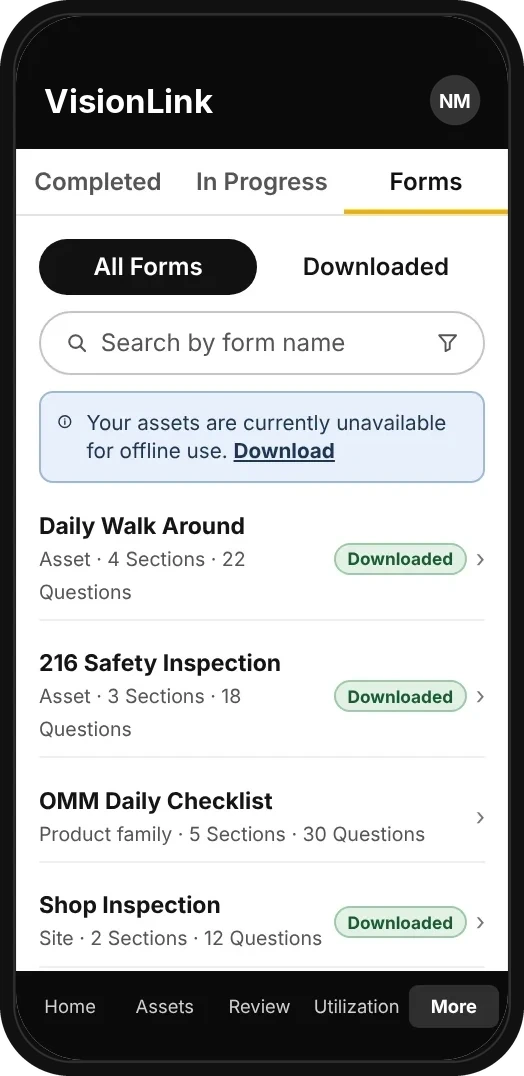 VisionLink
NM
Completed
In Progress
Forms
All Forms
Downloaded
Search by form name
Your assets are currently unavailable
for offline use. Download
Daily Walk Around
Asset · 4 Sections · 22
Questions
Downloaded
216 Safety Inspection
Asset · 3 Sections · 18
Questions
Downloaded
OMM Daily Checklist
Product family · 5 Sections · 30 Questions
Shop Inspection
Site · 2 Sections · 12 Questions
Downloaded
Home
Assets
Review
Utilization
More